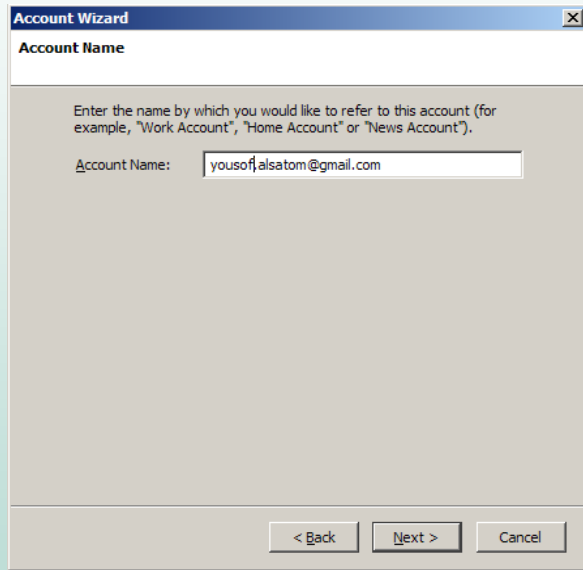 Account Wizard
Account Name
Enter the name by which you would like to refer to this account (for
example, "Work Account", "Home Account" or "News Account").
Account Name: yousof.alsatom@gmail.com
< Back Next > Cancel